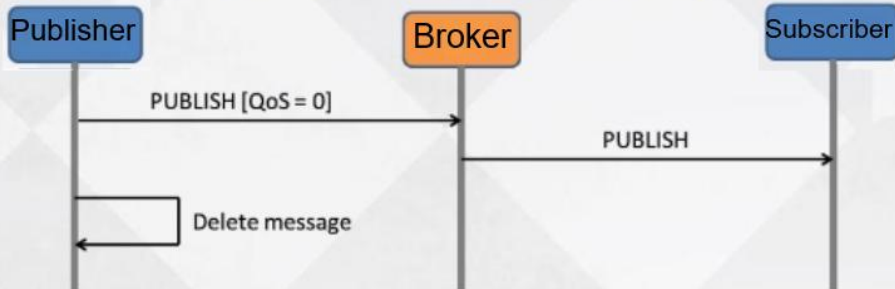 Publisher
Broker
Subscriber
PUBLISH [QoS = 0]
PUBLISH
Delete message